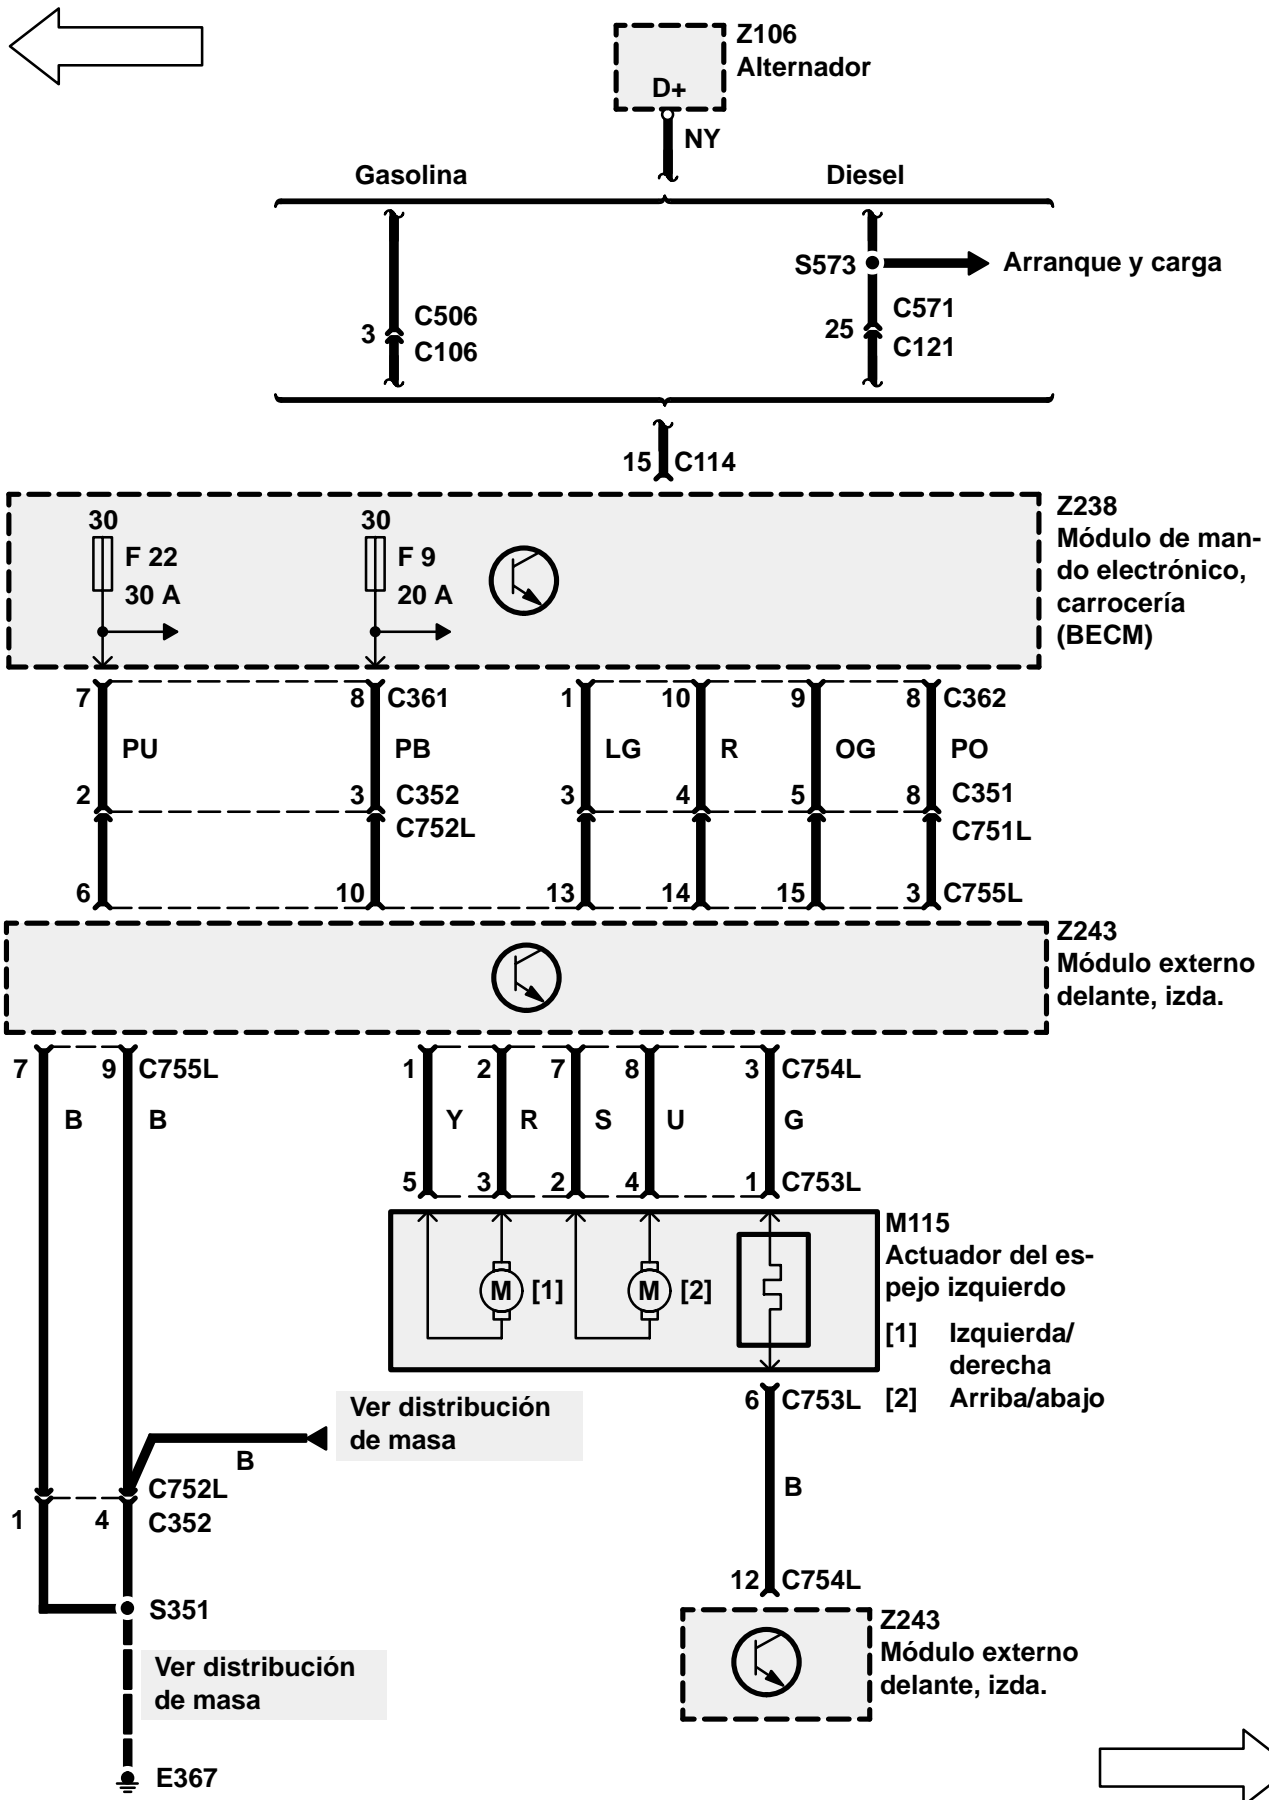 Z106
Alternador
D+
NY
Gasolina
Diesel
S573
Arranque y carga
3
C506
C106
25
C571
C121
15
C114
30
F 22
30 A
30
F 9
20 A
Z238
Módulo de man-
do electrónico,
carrocería
(BECM)
7
8
C361
1
10
9
8
C362
PU
PB
LG
R
OG
PO
2
3
C352
3
4
5
8
C351
C752L
C751L
6
10
13
14
15
3
C755L
Z243
Módulo externo
delante, izda.
7
9
C755L
1
2
7
8
3
C754L
B
B
Y
R
S
U
G
5
3
2
4
1
C753L
M115
Actuador del es-
pejo izquierdo
M
[1]
M
[2]
[1] Izquierda/
derecha
[2] Arriba/abajo
6
C753L
Ver distribución
de masa
B
C752L
1
4
C352
B
12
C754L
S351
Z243
Módulo externo
delante, izda.
Ver distribución
de masa
E367